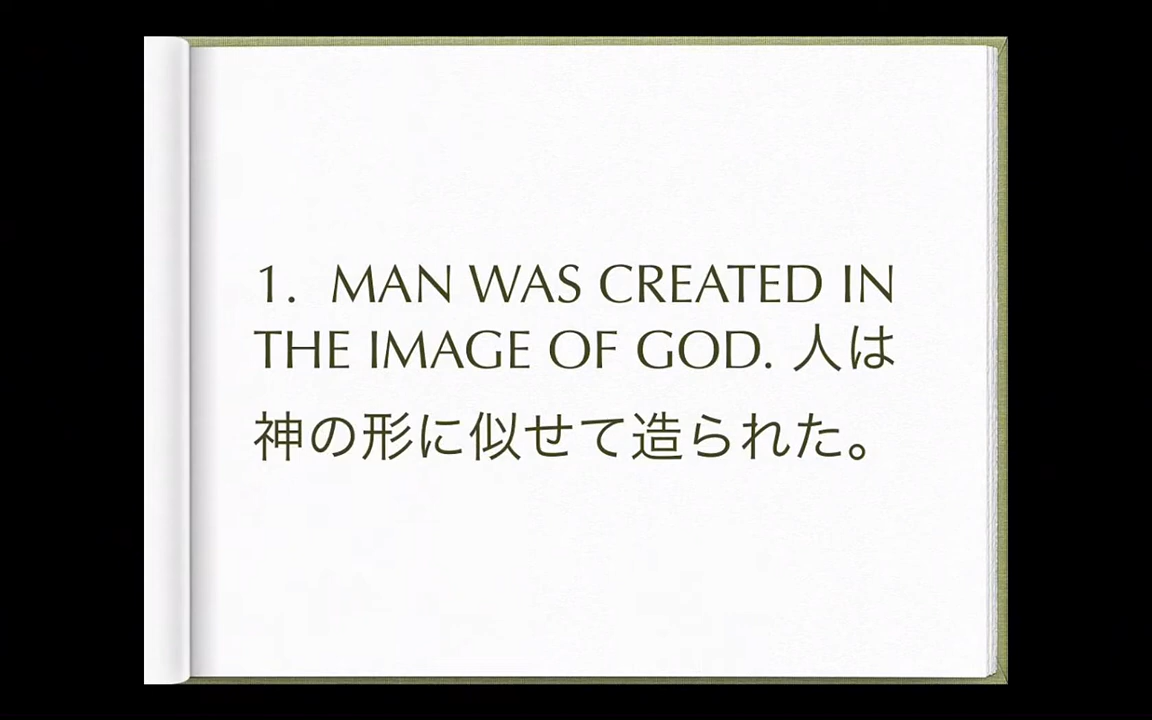 1. MAN WAS CREATED IN
THE IMAGE OF GOD. 人は
神の形に似せて造られた。